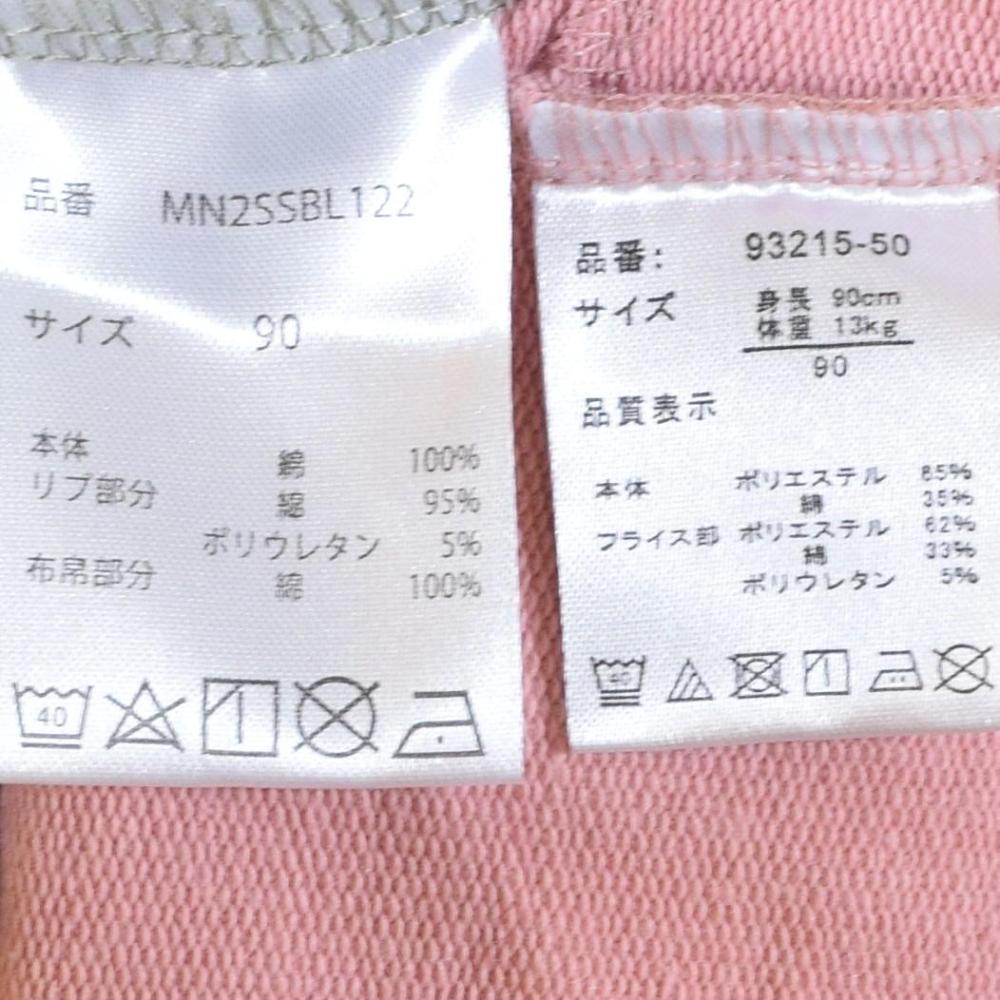 品番 MN2SSBL122
サイズ 90
本体 綿 100%
リブ部分 綿 95%
ポリウレタン 5%
布帛部分 綿 100%
40
品番: 93215-50
サイズ 身長 90cm
体重 13kg
90
品質表示
本体 ポリエステル 65%
綿 35%
フライス部 ポリエステル 62%
綿 33%
ポリウレタン 5%
40